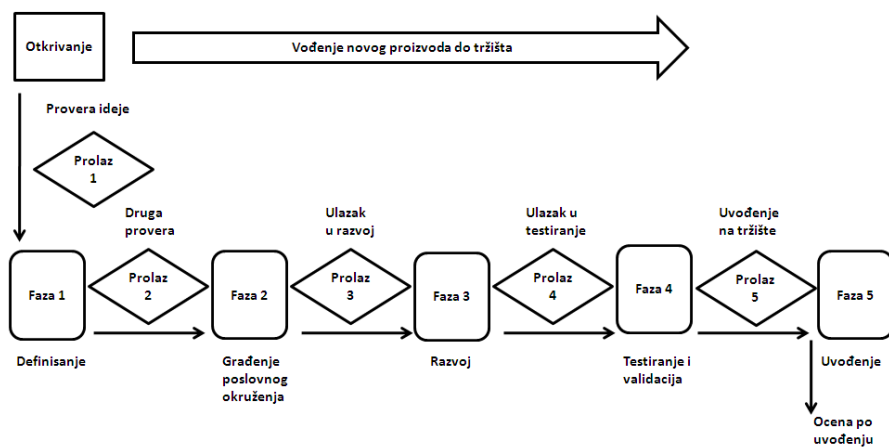 Otkrivanje
Vođenje novog proizvoda do tržišta
Provera ideje
Prolaz
1
Druga
provera
Ulazak
u razvoj
Ulazak u
testiranje
Uvođenje
na tržište
Faza 1
Prolaz
2
Faza 2
Prolaz
3
Faza 3
Prolaz
4
Faza 4
Prolaz
5
Faza 5
Definisanje
Građenje
poslovnog
okruženja
Razvoj
Testiranje i
validacija
Uvođenje
Ocena po
uvođenju